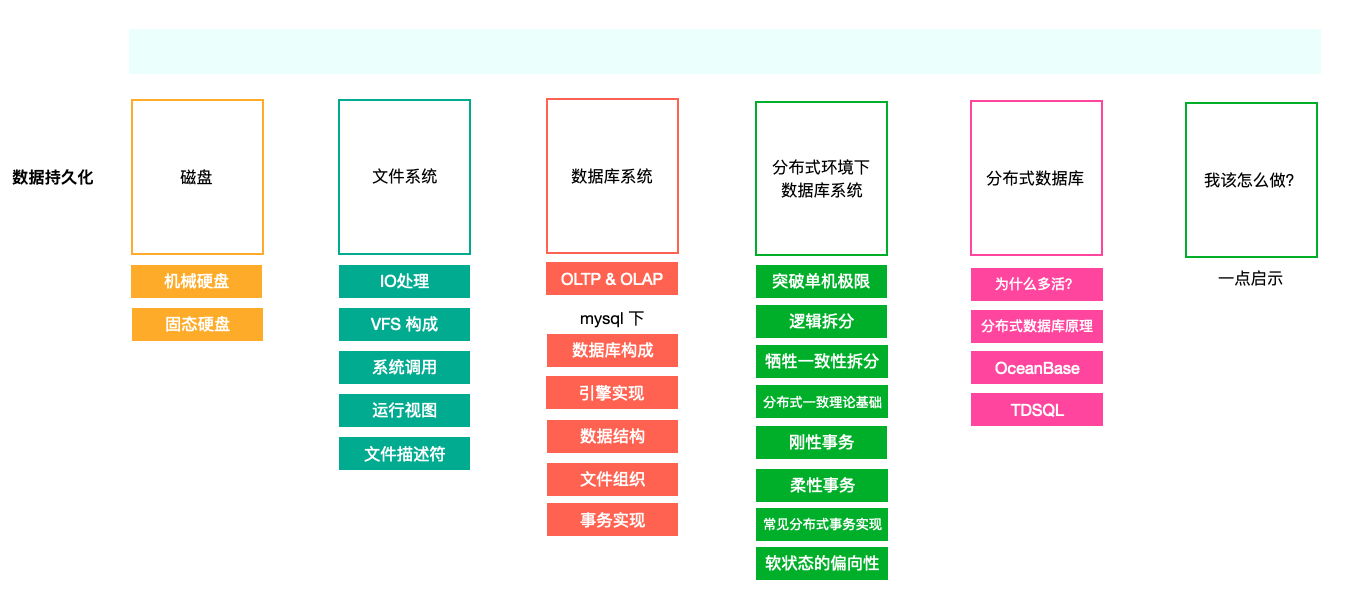 数据持久化
磁盘
机械硬盘
固态硬盘
文件系统
IO处理
VFS 构成
系统调用
运行视图
文件描述符
数据库系统
OLTP & OLAP
mysql 下
数据库构成
引擎实现
数据结构
文件组织
事务实现
分布式环境下
数据库系统
突破单机极限
逻辑拆分
牺牲一致性拆分
分布式一致理论基础
刚性事务
柔性事务
常见分布式事务实现
软状态的偏向性
分布式数据库
为什么多活?
分布式数据库原理
OceanBase
TDSQL
我该怎么做?
一点启示